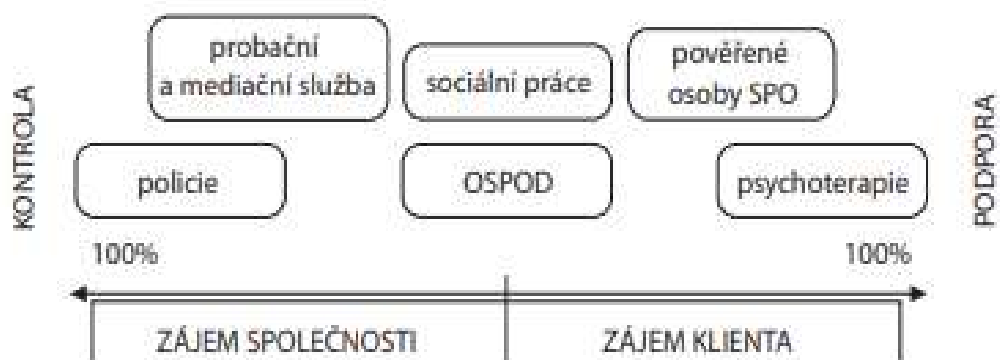 probační
a mediační služba
sociální práce
pověřené
osoby SPO
KONTROLA
policie
OSPOD
psychoterapie
PODPORA
100%
100%
ZÁJEM SPOLEČNOSTI
ZÁJEM KLIENTA